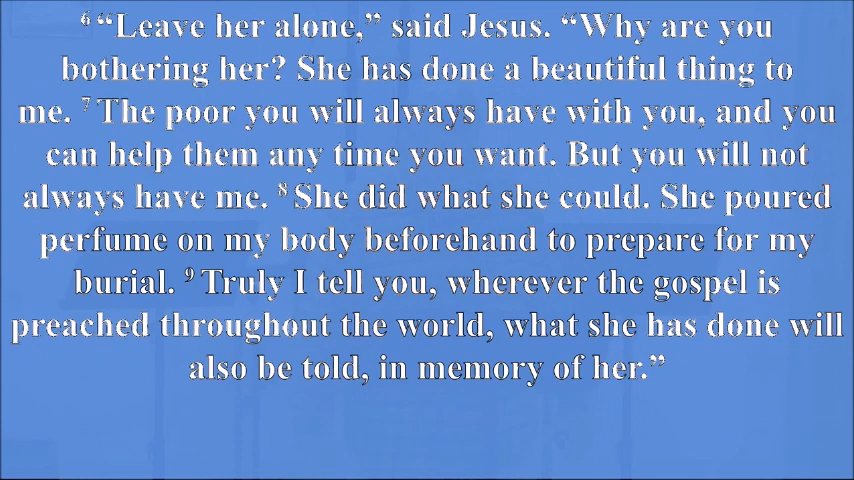 ⁶ “Leave her alone,” said Jesus. “Why are you
bothering her? She has done a beautiful thing to
me. ⁷ The poor you will always have with you, and you
can help them any time you want. But you will not
always have me. ⁸ She did what she could. She poured
perfume on my body beforehand to prepare for my
burial. ⁹ Truly I tell you, wherever the gospel is
preached throughout the world, what she has done will
also be told, in memory of her.”